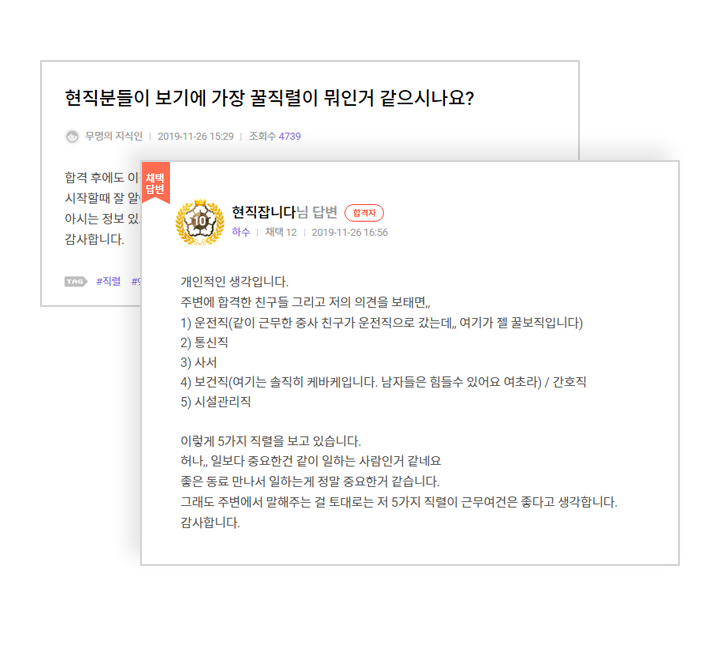 현직분들이 보기에 가장 꿀직렬이 뭐인거 같으시나요?
무명의 지식인 | 2019-11-26 15:29 | 조회수 4739
합격 후에도 이
시작할때 잘 알
아시는 정보 있
감사합니다.
TAG #직렬
채택
답변
10
현직잡니다님 답변 합격자
하수 | 채택 12 | 2019-11-26 16:56
개인적인 생각입니다.
주변에 합격한 친구들 그리고 저의 의견을 보태면,,
1) 운전직(같이 근무한 중사 친구가 운전직으로 갔는데,, 여기가 젤 꿀보직입니다)
2) 통신직
3) 사서
4) 보건직(여기는 솔직히 케바케입니다. 남자들은 힘들수 있어요 여초라) / 간호직
5) 시설관리직
이렇게 5가지 직렬을 보고 있습니다.
허나,, 일보다 중요한건 같이 일하는 사람인거 같네요
좋은 동료 만나서 일하는게 정말 중요한거 같습니다.
그래도 주변에서 말해주는 걸 토대로는 저 5가지 직렬이 근무여건은 좋다고 생각합니다.
감사합니다.